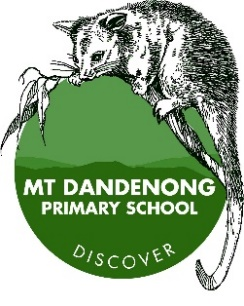 MT DANDENONG
PRIMARY SCHOOL
DISCOVER